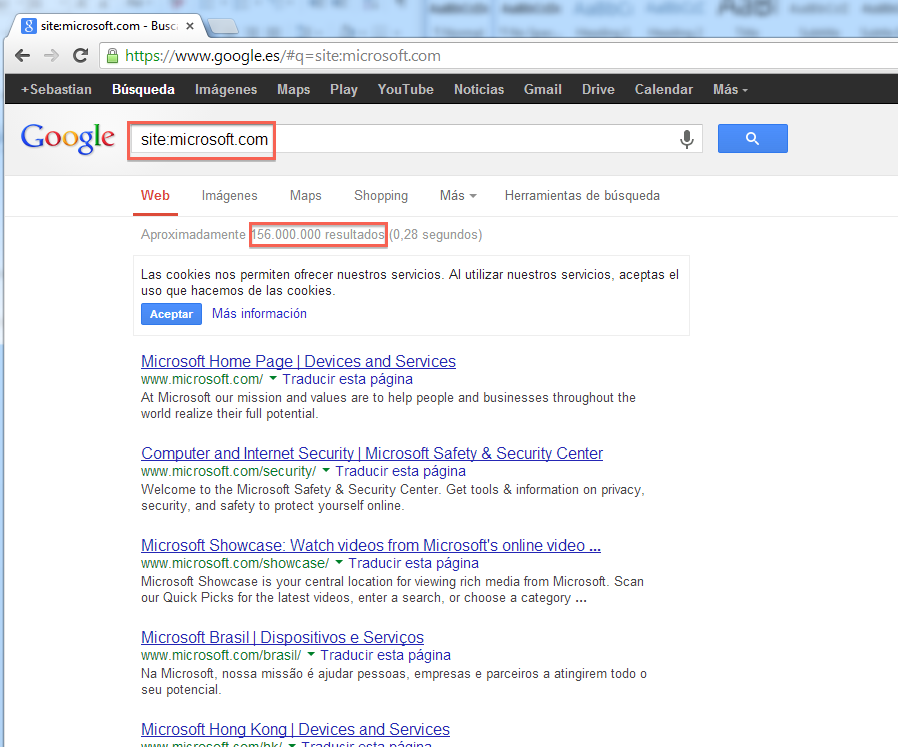 site:microsoft.com - Busca
https://www.google.es/#q=site:microsoft.com
+Sebastian Búsqueda Imágenes Maps Play YouTube Noticias Gmail Drive Calendar Más
Google site:microsoft.com
Web Imágenes Maps Shopping Más Herramientas de búsqueda
Aproximadamente 156.000.000 resultados (0,28 segundos)
Las cookies nos permiten ofrecer nuestros servicios. Al utilizar nuestros servicios, aceptas el
uso que hacemos de las cookies.
Aceptar Más información
Microsoft Home Page | Devices and Services
www.microsoft.com/ Traducir esta página
At Microsoft our mission and values are to help people and businesses throughout the
world realize their full potential.
Computer and Internet Security | Microsoft Safety & Security Center
www.microsoft.com/security/ Traducir esta página
Welcome to the Microsoft Safety & Security Center. Get tools & information on privacy,
security, and safety to protect yourself online.
Microsoft Showcase: Watch videos from Microsoft's online video ...
www.microsoft.com/showcase/ Traducir esta página
Microsoft Showcase is your central location for viewing rich media from Microsoft. Scan
our Quick Picks for the latest videos, enter a search, or choose a category ...
Microsoft Brasil | Dispositivos e Serviços
www.microsoft.com/brasil/ Traducir esta página
Na Microsoft, nossa missão é ajudar pessoas, empresas e parceiros a atingirem todo o
seu potencial.
Microsoft Hong Kong | Devices and Services
www.microsoft.com/hk/ Traducir esta página